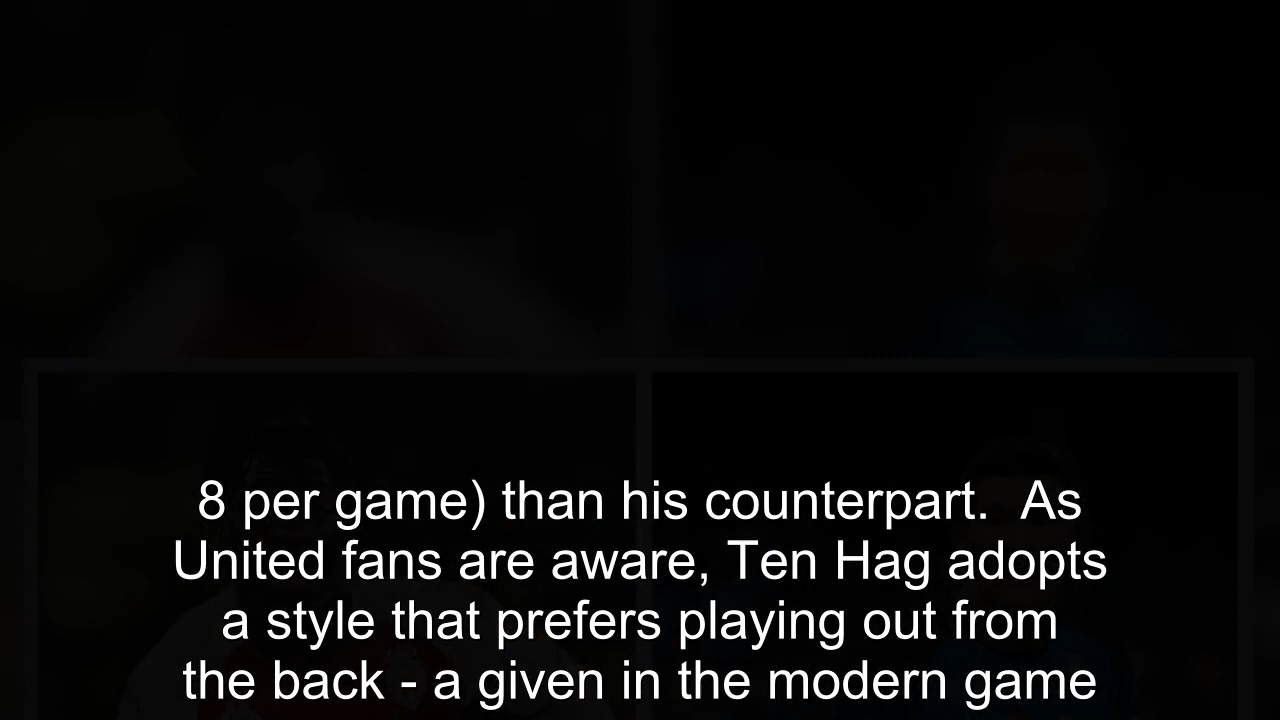 8 per game) than his counterpart.  As
United fans are aware, Ten Hag adopts
a style that prefers playing out from
the back - a given in the modern game